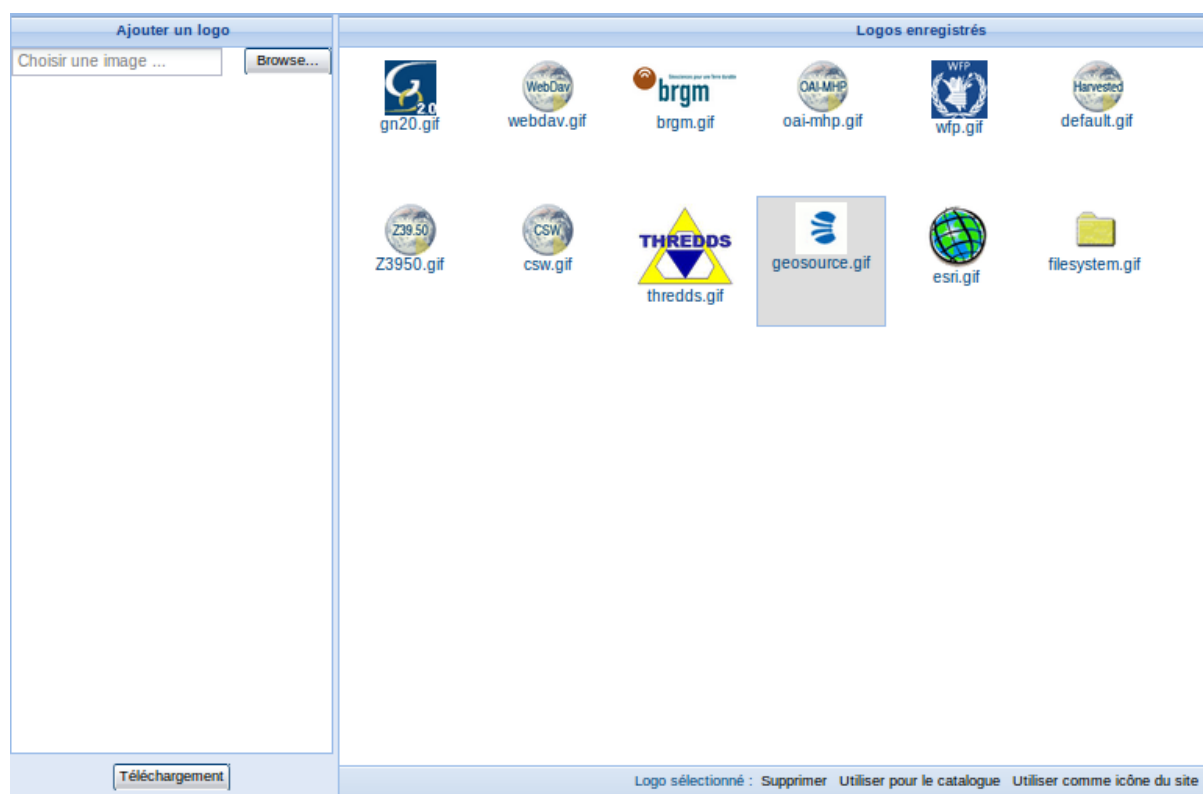 Ajouter un logo
Choisir une image ...
Browse...
Téléchargement
Logos enregistrés
2.0
gn20.gif
WebDav
webdav.gif
brgm
brgm.gif
OAI-MHP
oai-mhp.gif
WFP
wfp.gif
Harvested
default.gif
Z39.50
Z3950.gif
CSW
csw.gif
THREDDS
thredds.gif
geosource.gif
esri.gif
filesystem.gif
Logo sélectionné : Supprimer Utiliser pour le catalogue Utiliser comme icône du site